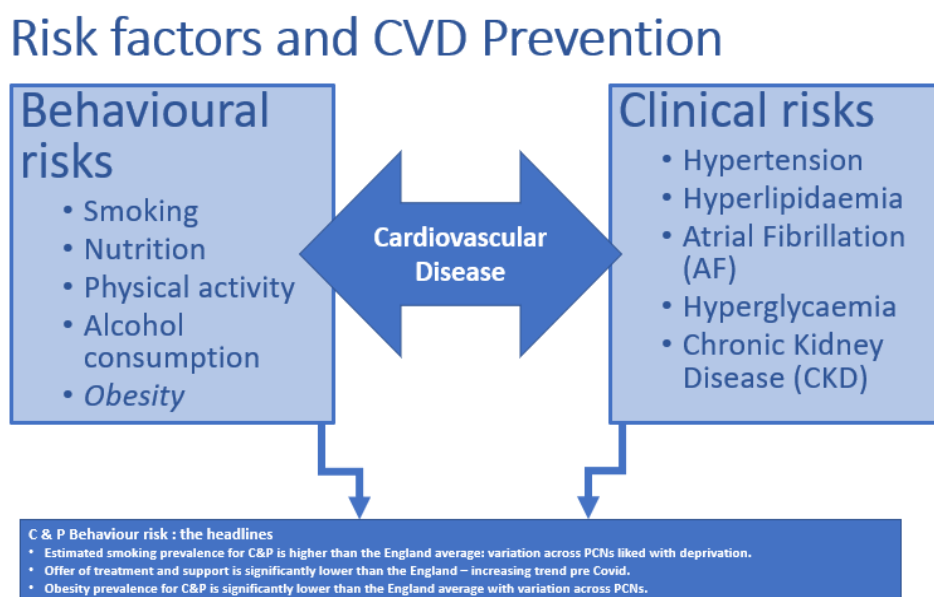 Risk factors and CVD Prevention
Behavioural
risks
• Smoking
• Nutrition
• Physical activity
• Alcohol
consumption
• Obesity
Cardiovascular
Disease
Clinical risks
• Hypertension
• Hyperlipidaemia
• Atrial Fibrillation
(AF)
• Hyperglycaemia
• Chronic Kidney
Disease (CKD)
C & P Behaviour risk : the headlines
• Estimated smoking prevalence for C&P is higher than the England average: variation across PCNs liked with deprivation.
• Offer of treatment and support is significantly lower than the England – increasing trend pre Covid.
• Obesity prevalence for C&P is significantly lower than the England average with variation across PCNs.